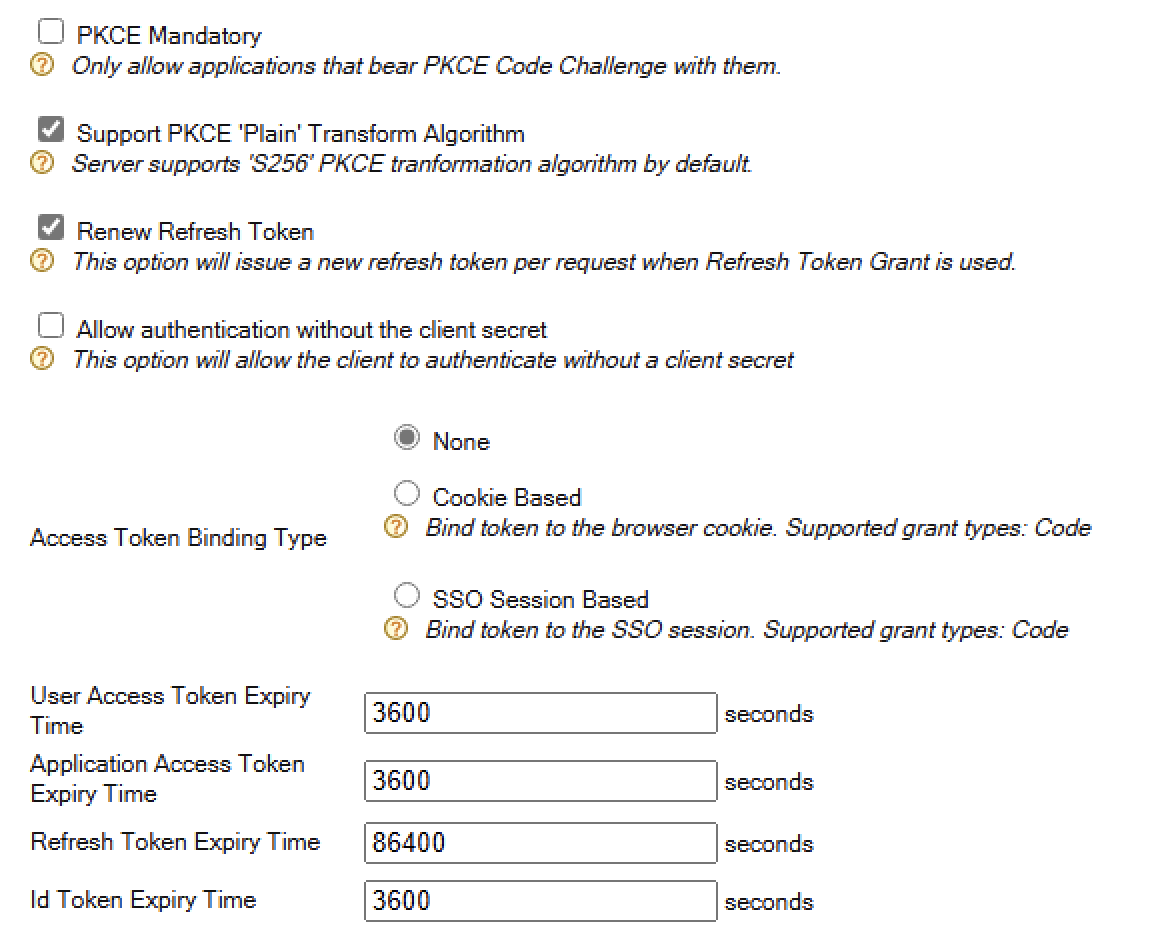 PKCE Mandatory
? Only allow applications that bear PKCE Code Challenge with them.
Support PKCE 'Plain' Transform Algorithm
? Server supports 'S256' PKCE tranformation algorithm by default.
Renew Refresh Token
? This option will issue a new refresh token per request when Refresh Token Grant is used.
Allow authentication without the client secret
? This option will allow the client to authenticate without a client secret
None
Cookie Based
? Bind token to the browser cookie. Supported grant types: Code
Access Token Binding Type
SSO Session Based
? Bind token to the SSO session. Supported grant types: Code
User Access Token Expiry
Time
3600 seconds
Application Access Token
Expiry Time
3600 seconds
Refresh Token Expiry Time 86400 seconds
Id Token Expiry Time 3600 seconds